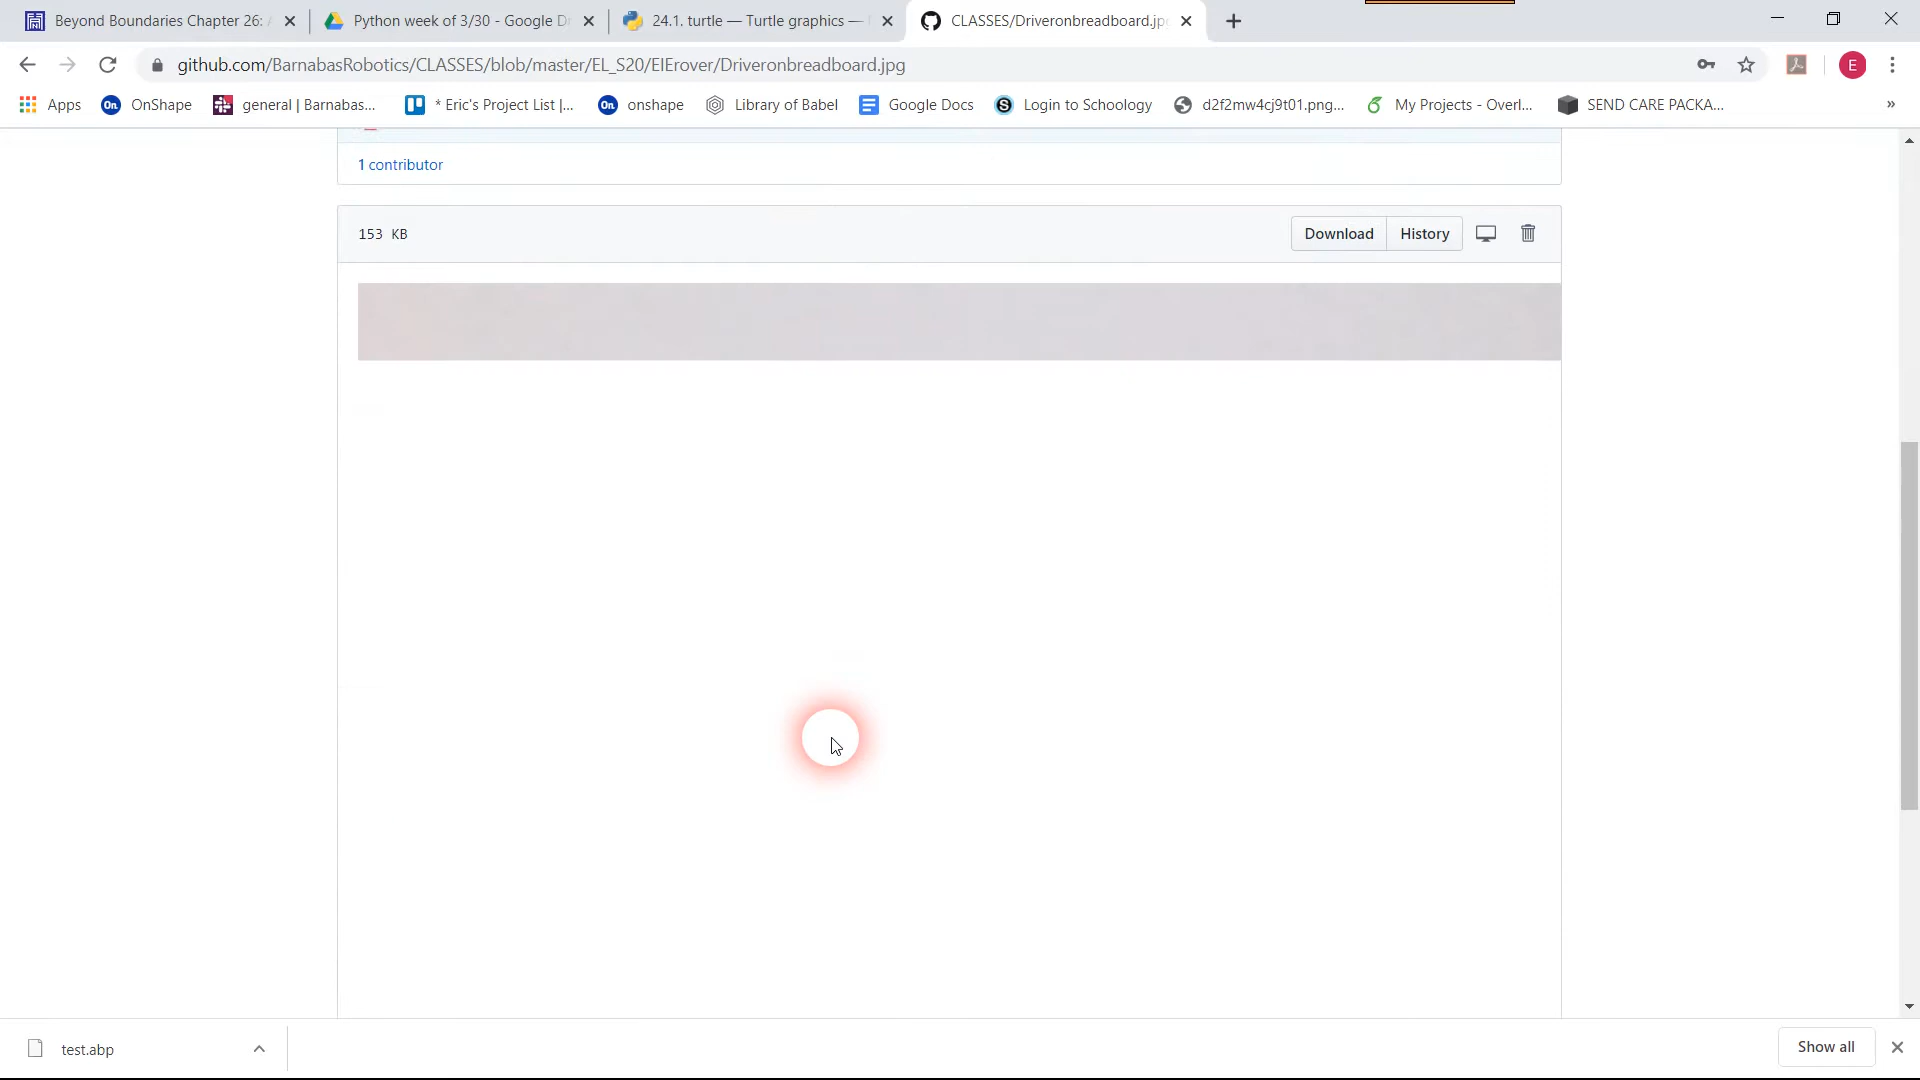 Beyond Boundaries Chapter 26:
Python week of 3/30 - Google D
24.1. turtle — Turtle graphics —
CLASSES/Driveronbreadboard.jp
github.com/BarnabasRobotics/CLASSES/blob/master/EL_S20/EIErover/Driveronbreadboard.jpg
E
Apps
On
OnShape
general | Barnabas...
* Eric's Project List |...
On
onshape
Library of Babel
Google Docs
S
Login to Schoology
d2f2mw4cj9t01.png...
My Projects - Overl...
SEND CARE PACKA...
»
1 contributor
153 KB
Download
History
test.abp
Show all